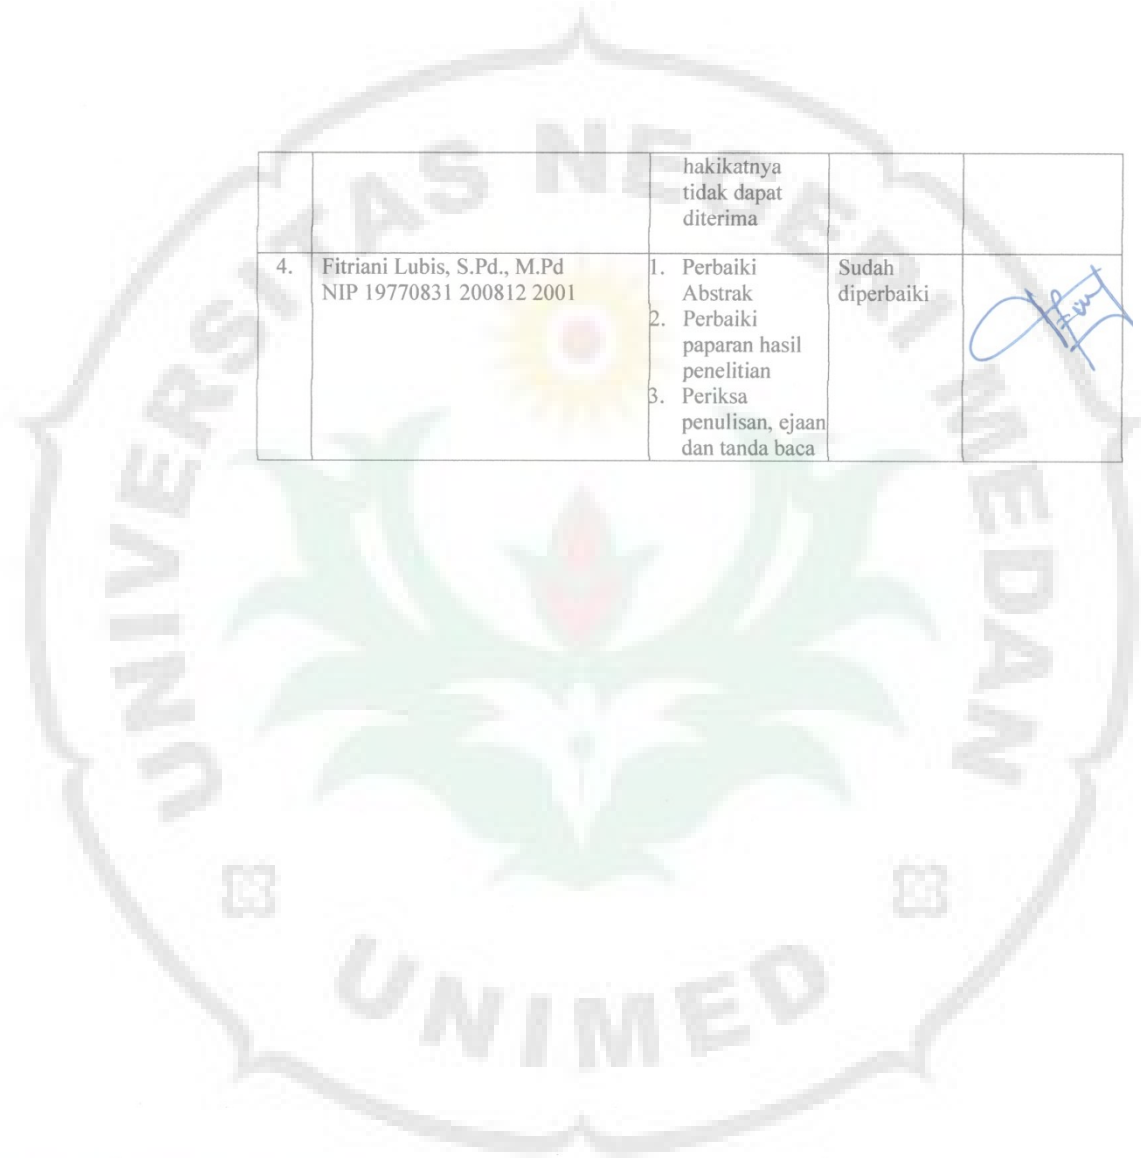 UNIVERSITAS NEGERI MEDAN
hakikatnya
tidak dapat
diterima
4. Fitriani Lubis, S.Pd., M.Pd
NIP 19770831 200812 2001
1. Perbaiki
Abstrak
2. Perbaiki
paparan hasil
penelitian
3. Periksa
penulisan, ejaan
dan tanda baca
Sudah
diperbaiki
UNIMED